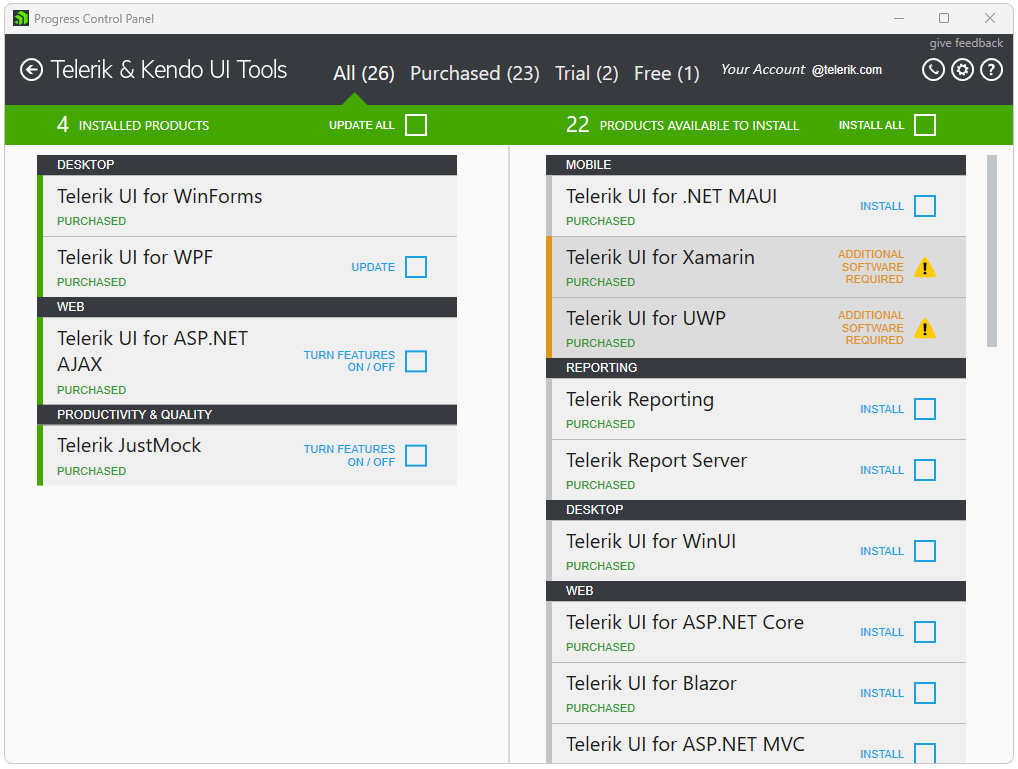 Progress Control Panel
give feedback
Telerik & Kendo UI Tools
All (26) Purchased (23) Trial (2) Free (1)
Your Account @telerik.com
4 INSTALLED PRODUCTS
UPDATE ALL
22 PRODUCTS AVAILABLE TO INSTALL
INSTALL ALL
DESKTOP
Telerik UI for WinForms
PURCHASED
Telerik UI for WPF
PURCHASED
UPDATE
WEB
Telerik UI for ASP.NET
AJAX
PURCHASED
TURN FEATURES
ON / OFF
PRODUCTIVITY & QUALITY
Telerik JustMock
PURCHASED
TURN FEATURES
ON / OFF
MOBILE
Telerik UI for .NET MAUI
PURCHASED
INSTALL
Telerik UI for Xamarin
PURCHASED
ADDITIONAL
SOFTWARE
REQUIRED
Telerik UI for UWP
PURCHASED
ADDITIONAL
SOFTWARE
REQUIRED
REPORTING
Telerik Reporting
PURCHASED
INSTALL
Telerik Report Server
PURCHASED
INSTALL
DESKTOP
Telerik UI for WinUI
PURCHASED
INSTALL
WEB
Telerik UI for ASP.NET Core
PURCHASED
INSTALL
Telerik UI for Blazor
PURCHASED
INSTALL
Telerik UI for ASP.NET MVC
INSTALL